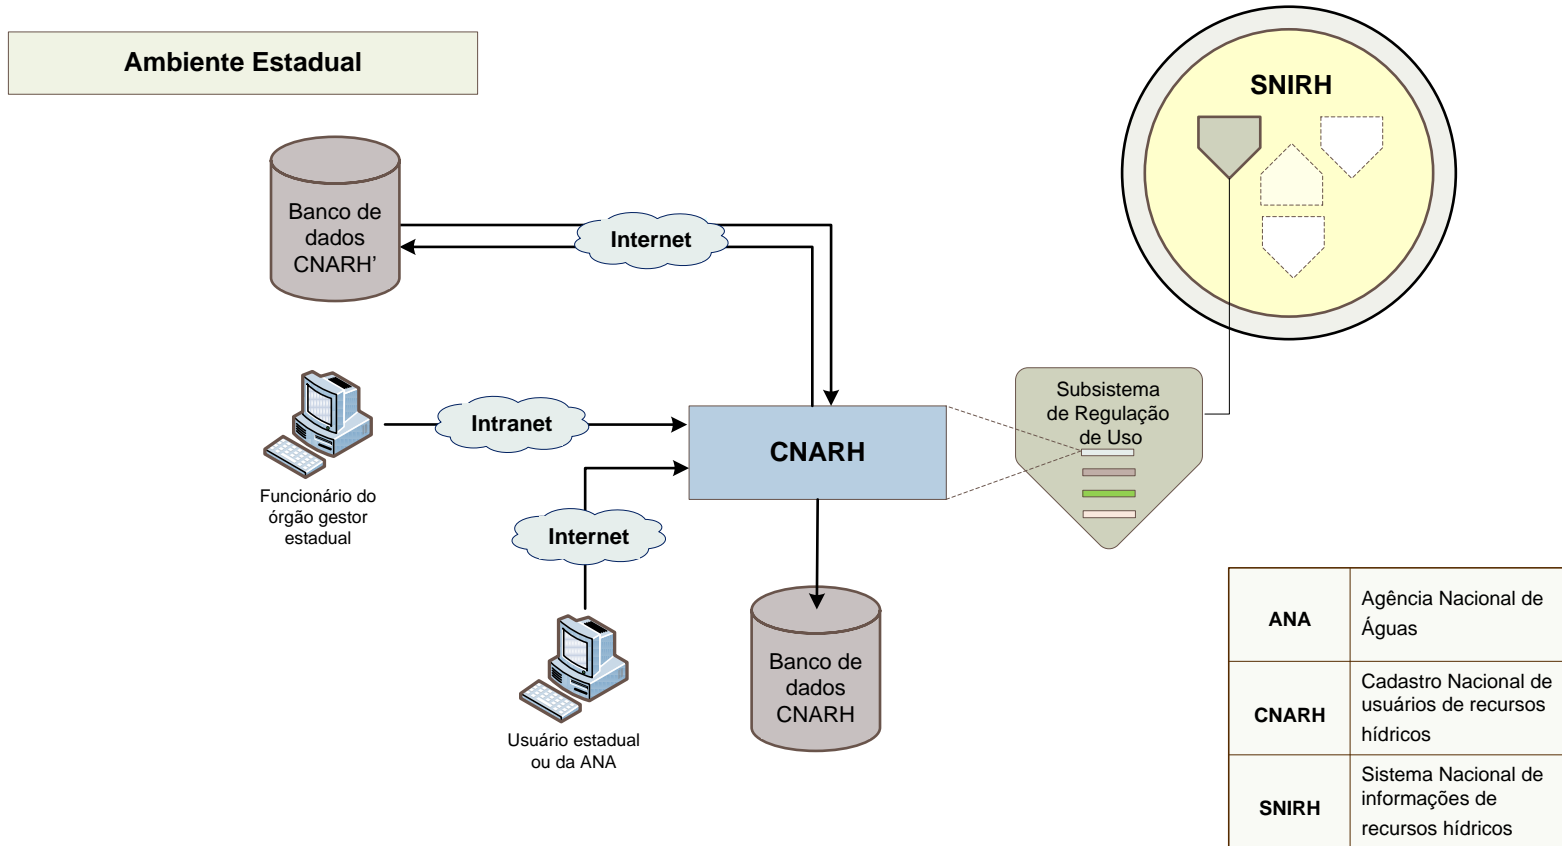 Ambiente Estadual
SNIRH
Banco de
dados
CNARH’
Internet
Intranet
CNARH
Subsistema
de Regulação
de Uso
Funcionário do
órgão gestor
estadual
Internet
Usuário estadual
ou da ANA
Banco de
dados
CNARH
ANA
Agência Nacional de
Águas
CNARH
Cadastro Nacional de
usuários de recursos
hídricos
SNIRH
Sistema Nacional de
informações de
recursos hídricos